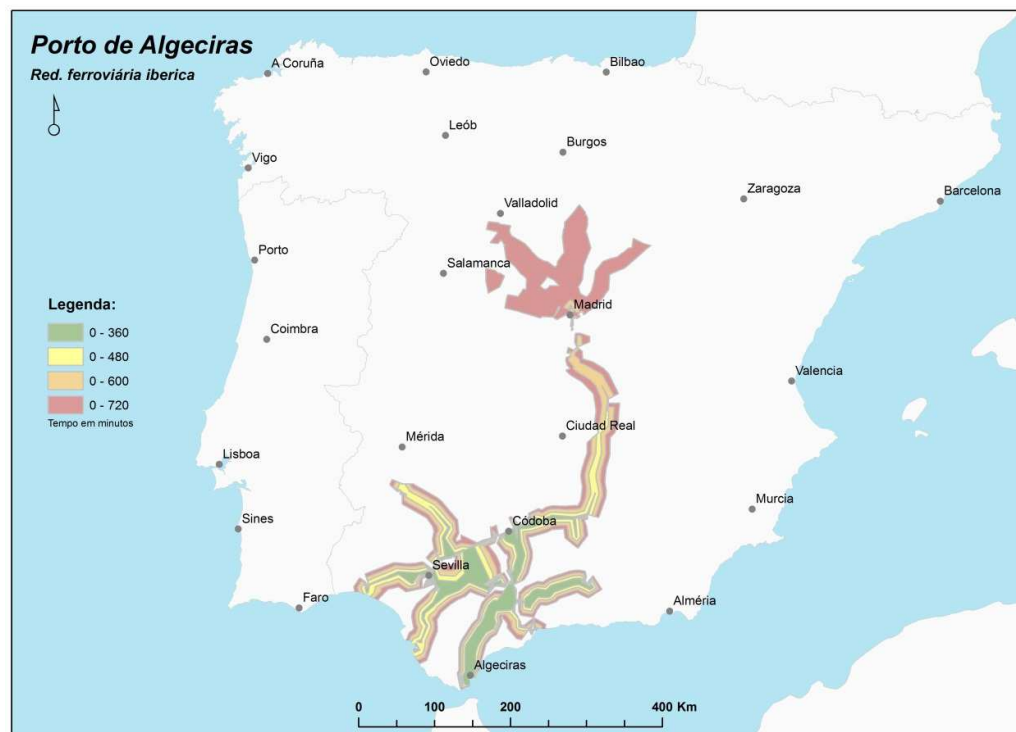 Porto de Algeciras
Red. ferroviária iberica
A Coruña
Oviedo
Bilbao
Leób
Burgos
Vigo
Zaragoza
Barcelona
Valladolid
Porto
Salamanca
Madrid
Legenda:
0 - 360
0 - 480
0 - 600
0 - 720
Tempo em minutos
Coimbra
Valencia
Ciudad Real
Mérida
Lisboa
Murcia
Sines
Córdoba
Sevilla
Faro
Alméria
Algeciras
0 100 200 400 Km